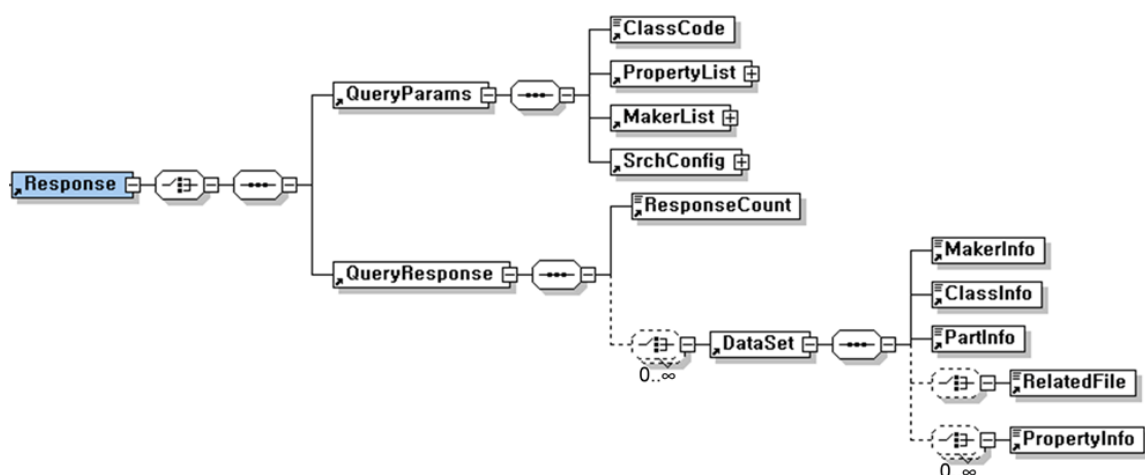 ClassCode
PropertyList
QueryParams
MakerList
SrchConfig
Response
ResponseCount
QueryResponse
MakerInfo
ClassInfo
DataSet
PartInfo
0..∞
RelatedFile
PropertyInfo
0..∞